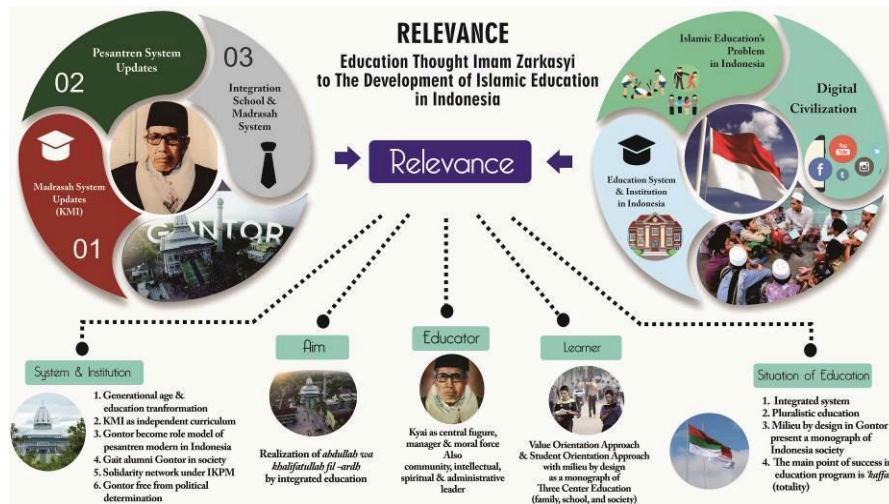 RELEVANCE
Education Thought Imam Zarkasyi
to The Development of Islamic Education
in Indonesia
02
Pesantren System
Updates
03
Integration
School &
Madrasah
System
Madrasah System
Updates
(KMI)
01
GONTOR
Relevance
Islamic Education's
Problem
in Indonesia
Digital
Civilization
You
Tube
f
t
Education System
& Institution
in Indonesia
System & Institution
1. Generational age &
education tranformation
2. KMI as independent curriculum
3. Gontor become role model of
pesantren modern in Indonesia
4. Gait alumni Gontor in society
5. Solidarity network under IKPM
6. Gontor free from political
determination
Aim
Realization of abdullah wa
khalifatullah fil -ardh
by integrated education
Educator
Kyai as central fugure,
manager & moral force
Also
community, intellectual,
spiritual & administrative
leader
Learner
Value Orientation Approach
& Student Orientation Approach
with milieu by design
as a monograph of
Three Center Education
(family, school, and society)
Situation of Education
1. Integrated system
2. Pluralistic education
3. Milieu by design in Gontor
present a monograph of
Indonesia society
4. The main point of success in
education program is 'kaffa
(totality)